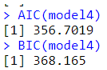 > AIC(model4)
[1] 356.7019
> BIC(model4)
[1] 368.165